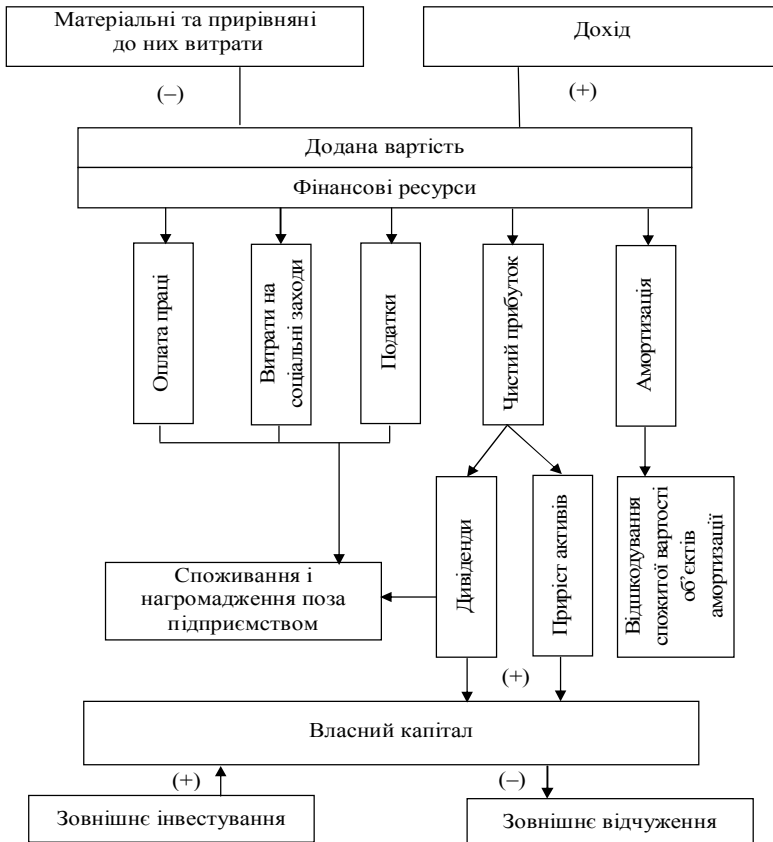 Матеріальні та прирівняні
до них витрати
Дохід
(–)
(+)
Додана вартість
Фінансові ресурси
Оплата праці
Витрати на
соціальні заходи
Податки
Чистий прибуток
Амортизація
Споживання і
нагромадження поза
підприємством
Дивіденди
Приріст активів
Відшкодування
спожитої вартості
об’єктів
амортизації
(+)
Власний капітал
(+)
(–)
Зовнішнє інвестування
Зовнішнє відчуження